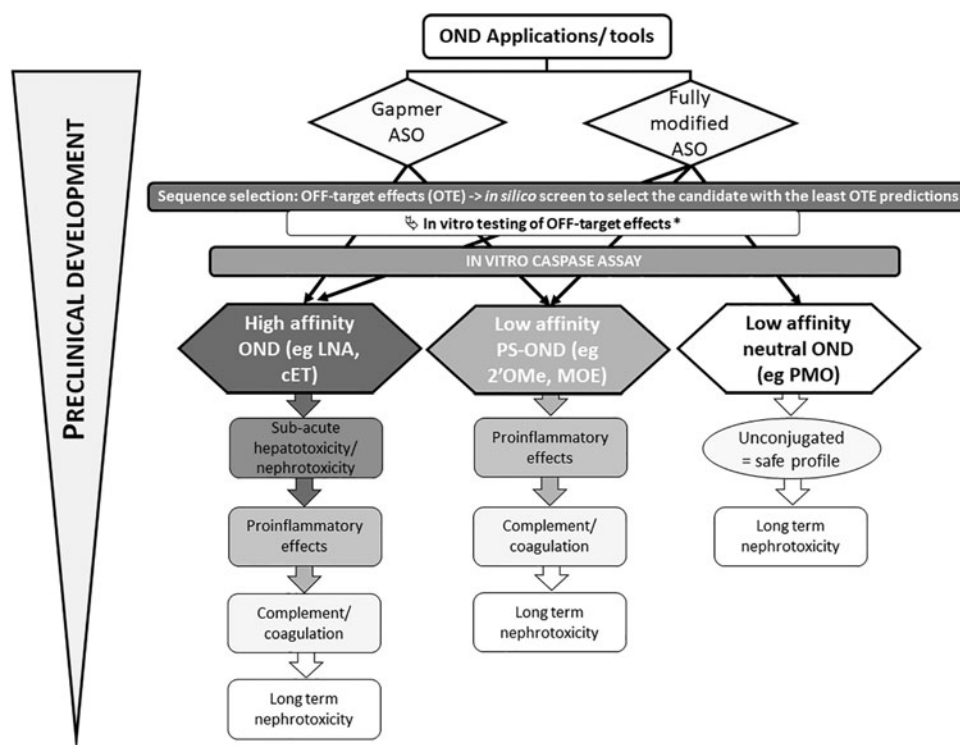 OND Applications/ tools
Gapmer
ASO
Fully
modified
ASO
Sequence selection: OFF-target effects (OTE) -> in silico screen to select the candidate with the least OTE predictions
↳ In vitro testing of OFF-target effects *
IN VITRO CASPASE ASSAY
PRECLINICAL DEVELOPMENT
High affinity
OND (eg LNA,
cET)
Low affinity
PS-OND (eg
2'OMe, MOE)
Low affinity
neutral OND
(eg PMO)
Sub-acute
hepatotoxicity/
nephrotoxicity
Proinflammatory
effects
Unconjugated
= safe profile
Proinflammatory
effects
Complement/
coagulation
Long term
nephrotoxicity
Complement/
coagulation
Long term
nephrotoxicity
Long term
nephrotoxicity